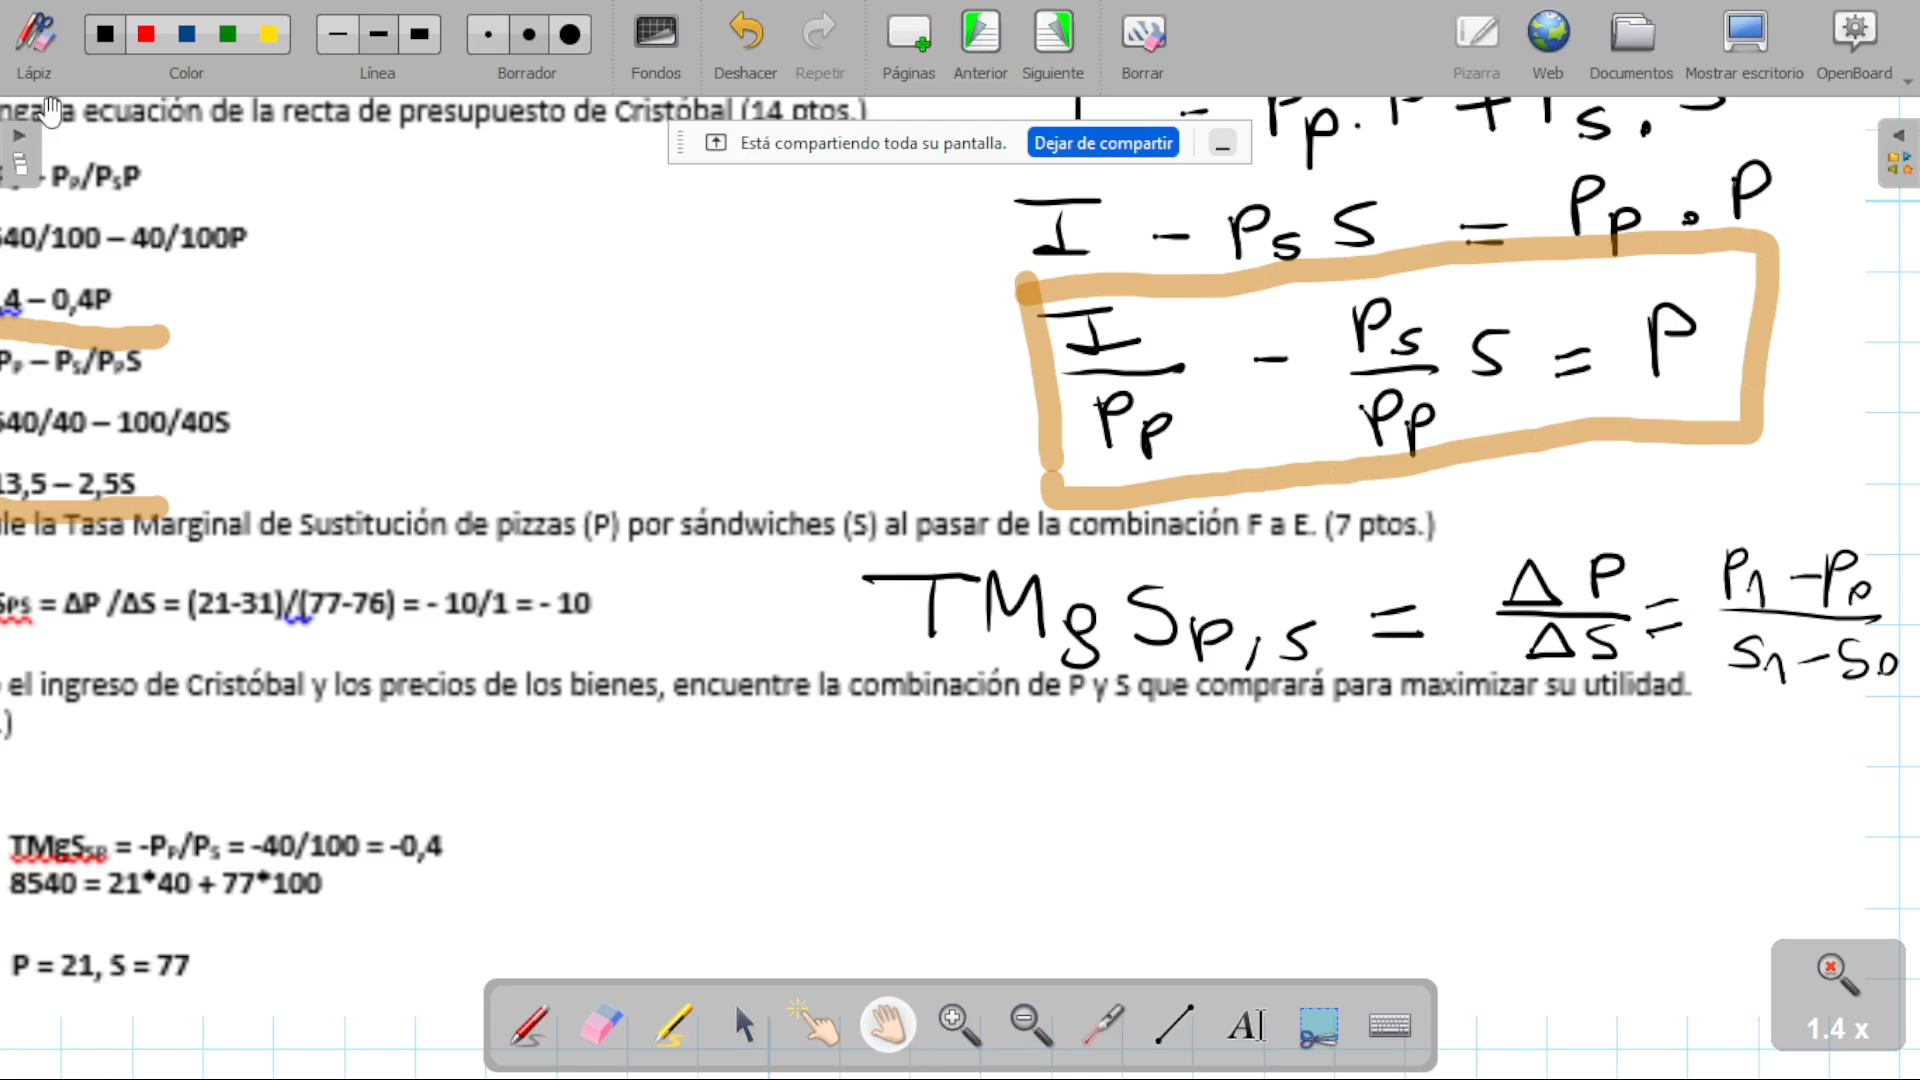 Lápiz Color Línea Borrador Fondos Deshacer Repetir Páginas Anterior Siguiente Borrar Pizarra Web Documentos Mostrar escritorio OpenBoard
a ecuación de la recta de presupuesto de Cristóbal (14 ptos.)
Está compartiendo toda su pantalla. Dejar de compartir
- Pₚ/PₛP
540/100 – 40/100P
,4 – 0,4P
Pₚ – Pₛ/PₚS
540/40 – 100/40S
13,5 – 2,5S
I - Ps S = Pp . P
I/Pp - Ps/Pp S = P
le la Tasa Marginal de Sustitución de pizzas (P) por sándwiches (S) al pasar de la combinación F a E. (7 ptos.)
SPS = ΔP /ΔS = (21-31)/(77-76) = - 10/1 = - 10
TMgS P,S = ΔP/ΔS = P1 - P0/S1 - S0
el ingreso de Cristóbal y los precios de los bienes, encuentre la combinación de P y S que comprará para maximizar su utilidad.
.)
TMgSSP = -Pₚ/Pₛ = -40/100 = -0,4
8540 = 21*40 + 77*100
P = 21, S = 77
1.4 x